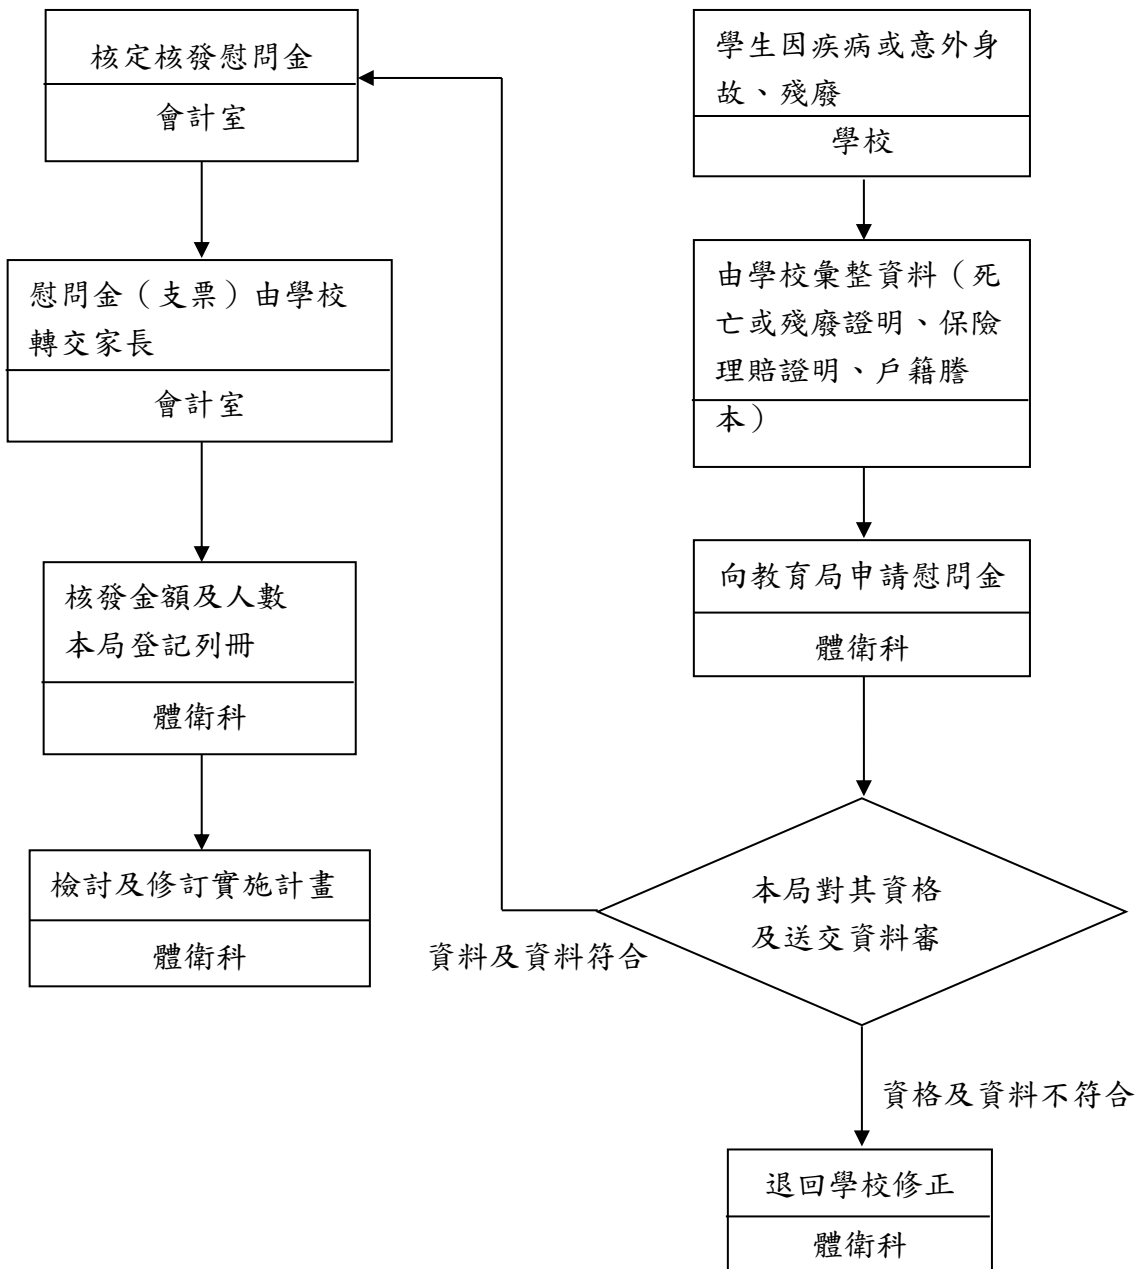 學生因疾病或意外身
故、殘廢
學校
由學校彙整資料（死
亡或殘廢證明、保險
理賠證明、戶籍謄
本）
向教育局申請慰問金
體衛科
本局對其資格
及送交資料審
資格及資料不符合
退回學校修正
體衛科
資料及資料符合
核定核發慰問金
會計室
慰問金（支票）由學校
轉交家長
會計室
核發金額及人數
本局登記列冊
體衛科
檢討及修訂實施計畫
體衛科